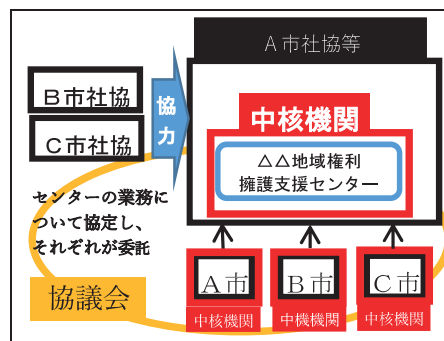 A市社協等
B市社協
C市社協
協力
中核機関
△△地域権利
擁護支援センター
センターの業務に
ついて協定し、
それぞれが委託
協議会
A市
B市
C市
中核機関
中機機関
中核機関